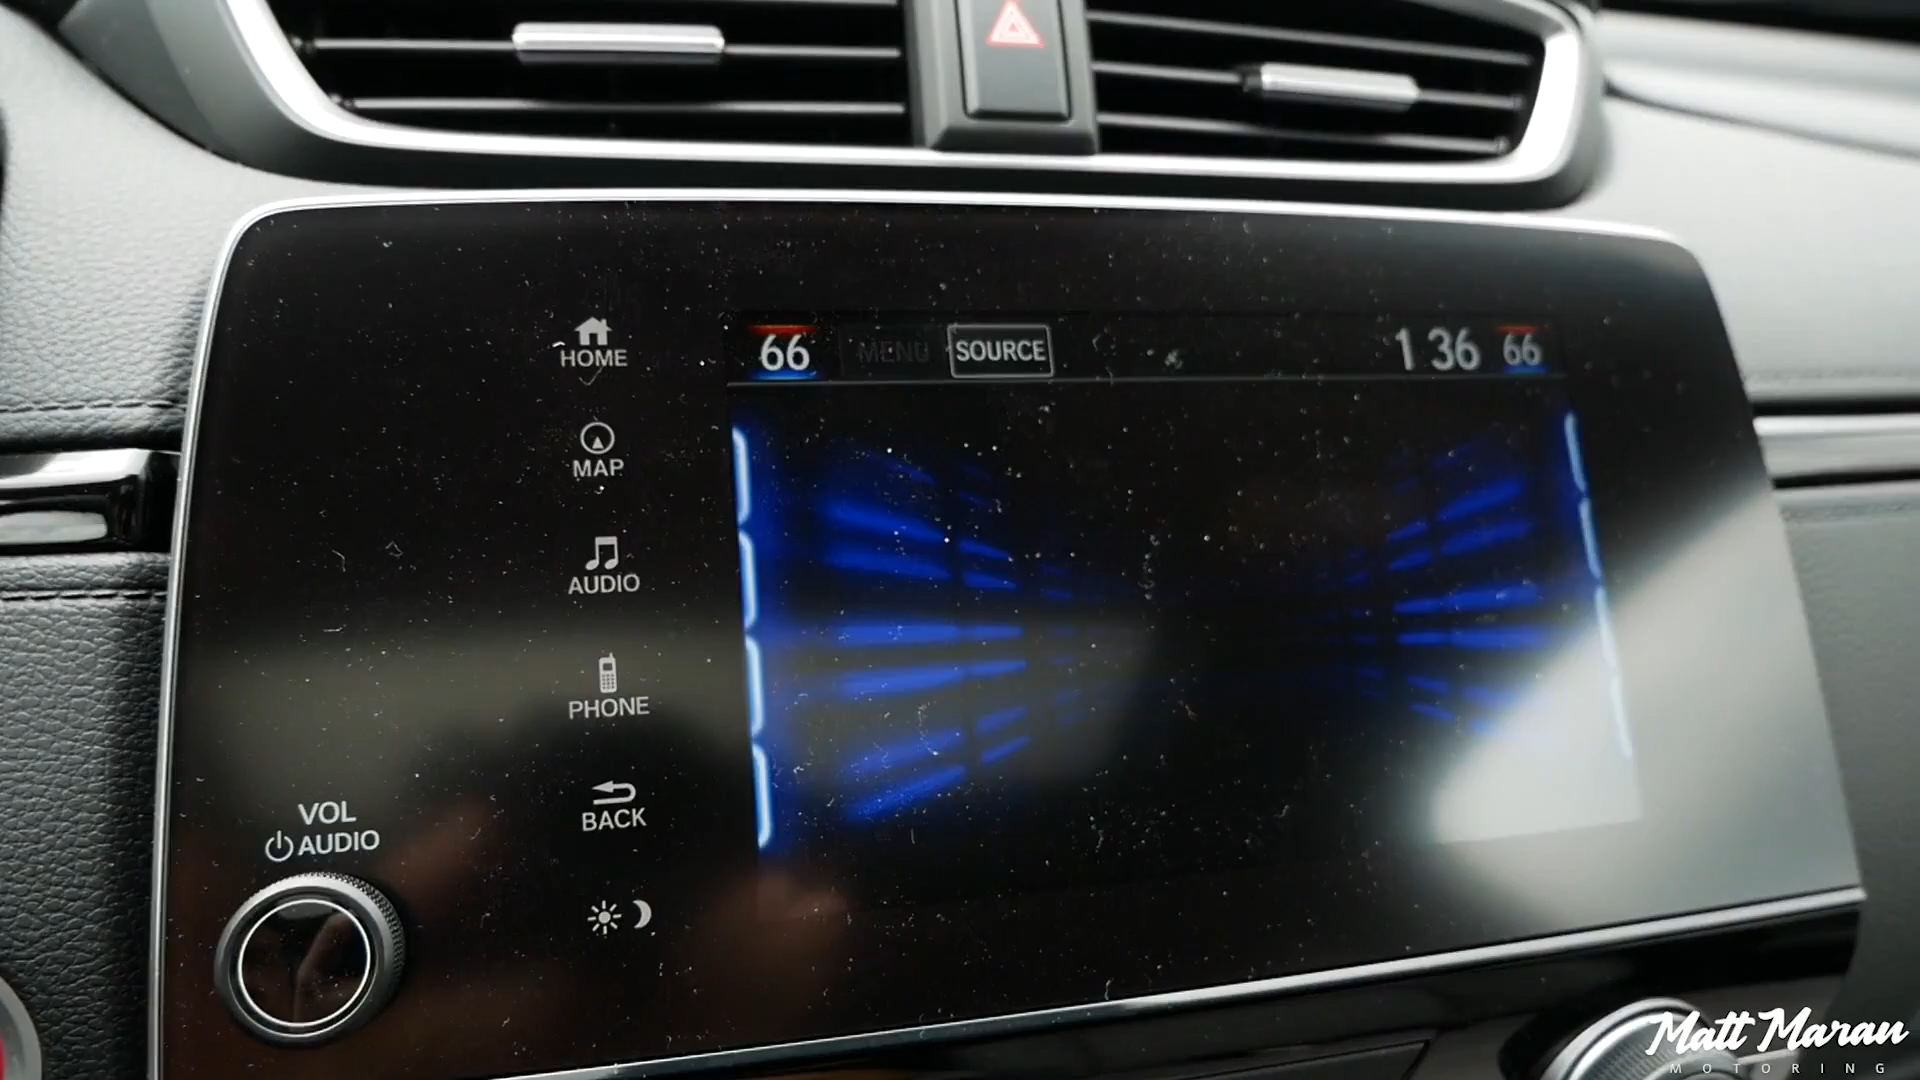 66 MENU SOURCE 1 36 66
HOME
MAP
AUDIO
PHONE
BACK
VOL
AUDIO
Matt Maran
MOTORING